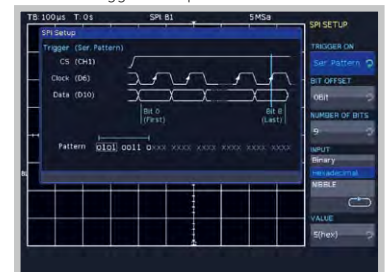 TB: 100µs T: 0s SPI B1 5MSa
SPI SETUP
SPI Setup
Trigger (Ser. Pattern)
CS (CH1)
Clock (D6)
Data (D10)
Bit 0
(First)
Bit 8
(Last)
Pattern 0101 0011 0xxx xxxx xxxx xxxx xxxx xxxx
TRIGGER ON
Ser. Pattern
BIT OFFSET
0Bit
NUMBER OF BITS
9
INPUT
Binary
Hexadecimal
NIBBLE
VALUE
5(hex)